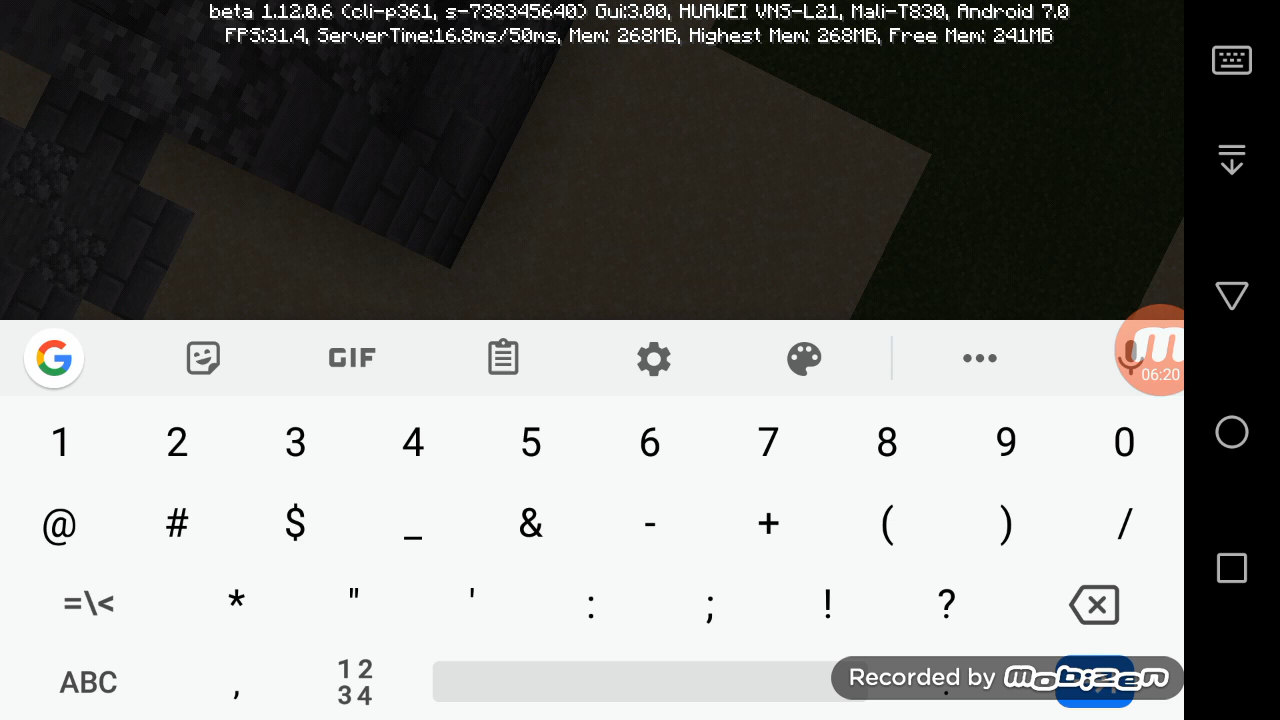 beta 1.12.0.6 (cli-p361, s-738345640) Gui:3.00, HUAWEI VNS-L21, Mali-T830, Android 7.0
FPS:31.4, ServerTime:16.8ms/50ms, Mem: 268MB, Highest Mem: 268MB, Free Mem: 241MB
G GIF
06:20
1 2 3 4 5 6 7 8 9 0
@ # $ _ & - + ( ) /
=\< * " ' : ; ! ?
ABC , 1 2 3 4 .
Recorded by mobizen